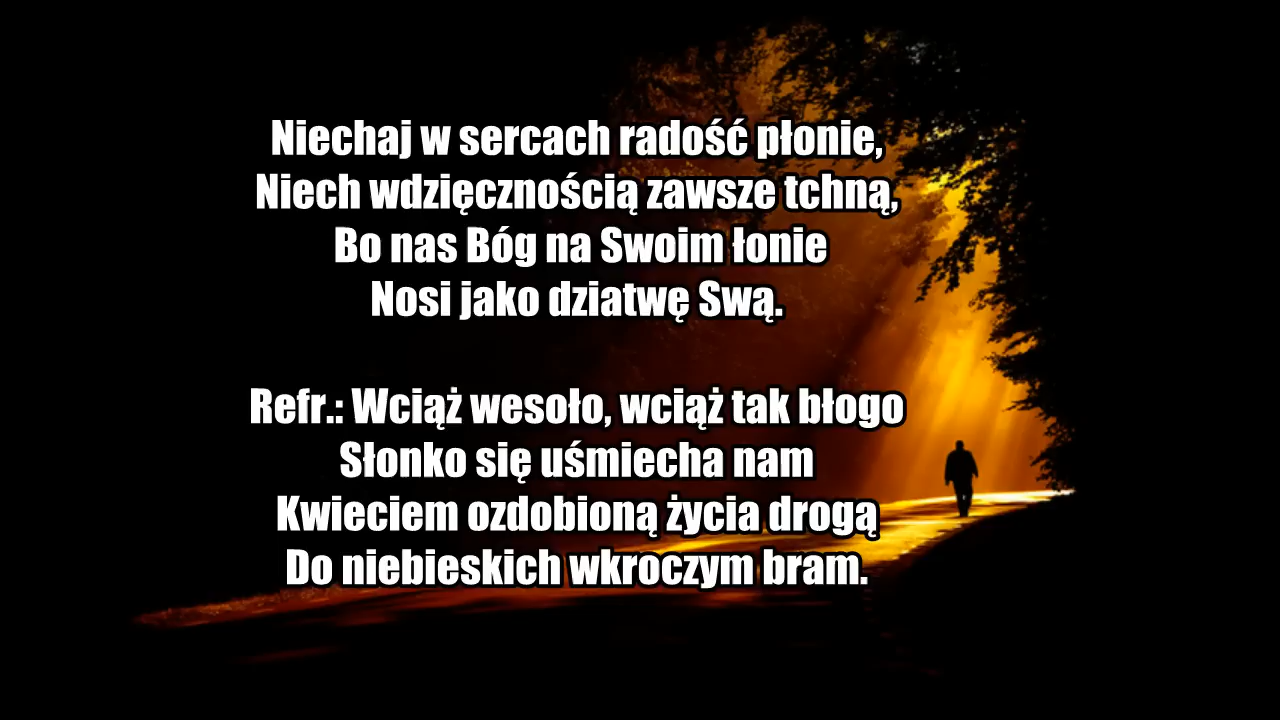 Niechaj w sercach radość płonie,
Niech wdzięcznością zawsze tchną,
Bo nas Bóg na Swoim łonie
Nosi jako dziatwę Swą.
Refr.: Wciąż wesoło, wciąż tak błogo
Słonko się uśmiecha nam
Kwieciem ozdobioną życia drogą
Do niebieskich wkroczym bram.